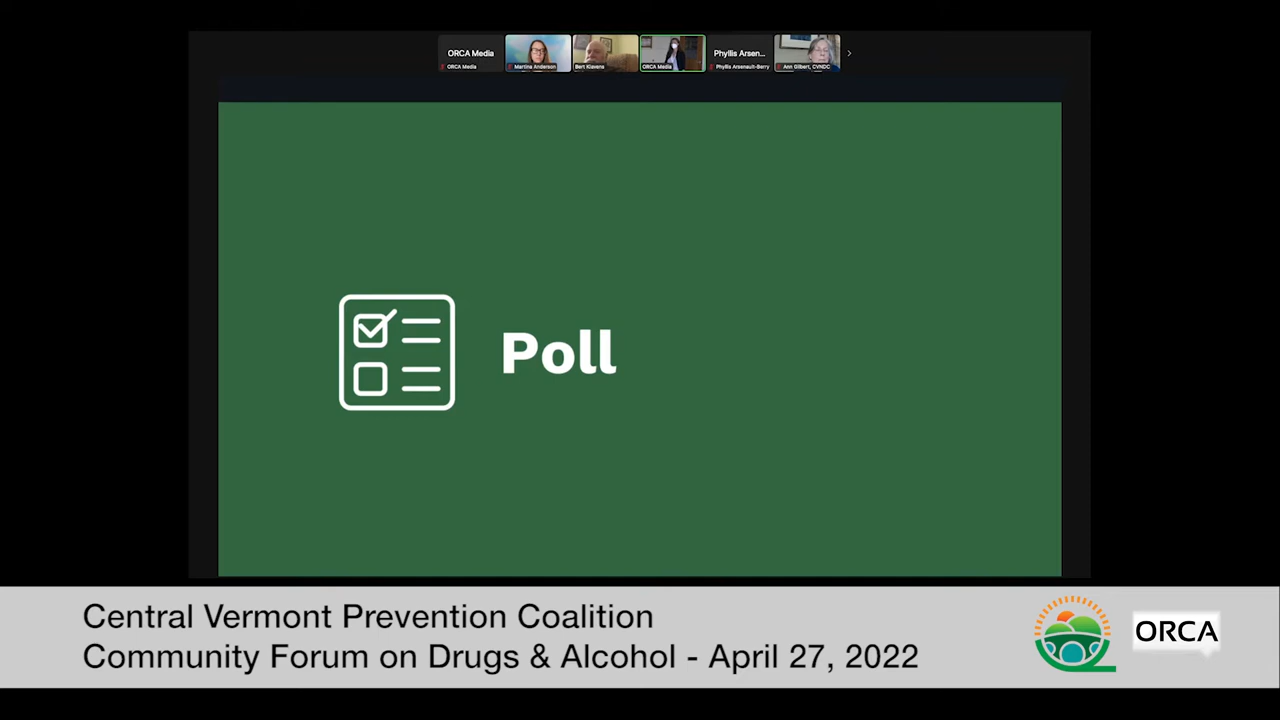 ORCA Media
Phyllis Arsen...
ORCA Media
Martina Anderson
Bert Klavens
ORCA Media
Phyllis Arsenault-Berry
Ann Gilbert, CVNDC
Poll
Central Vermont Prevention Coalition
Community Forum on Drugs & Alcohol - April 27, 2022
ORCA